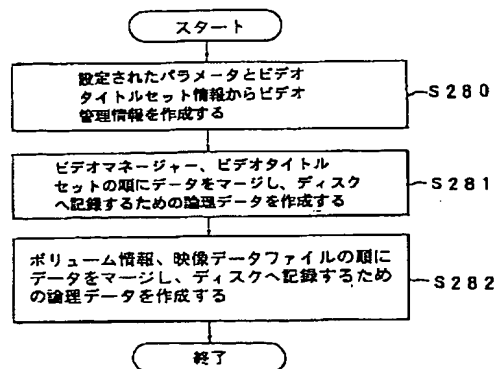 スタート
設定されたパラメータとビデオ
タイトルセット情報からビデオ
管理情報を作成する
S280
ビデオマネージャー、ビデオタイトル
セットの順にデータをマージし、ディスク
へ記録するための論理データを作成する
S281
ボリューム情報、映像データファイルの順に
データをマージし、ディスクへ記録するため
の論理データを作成する
S282
終了